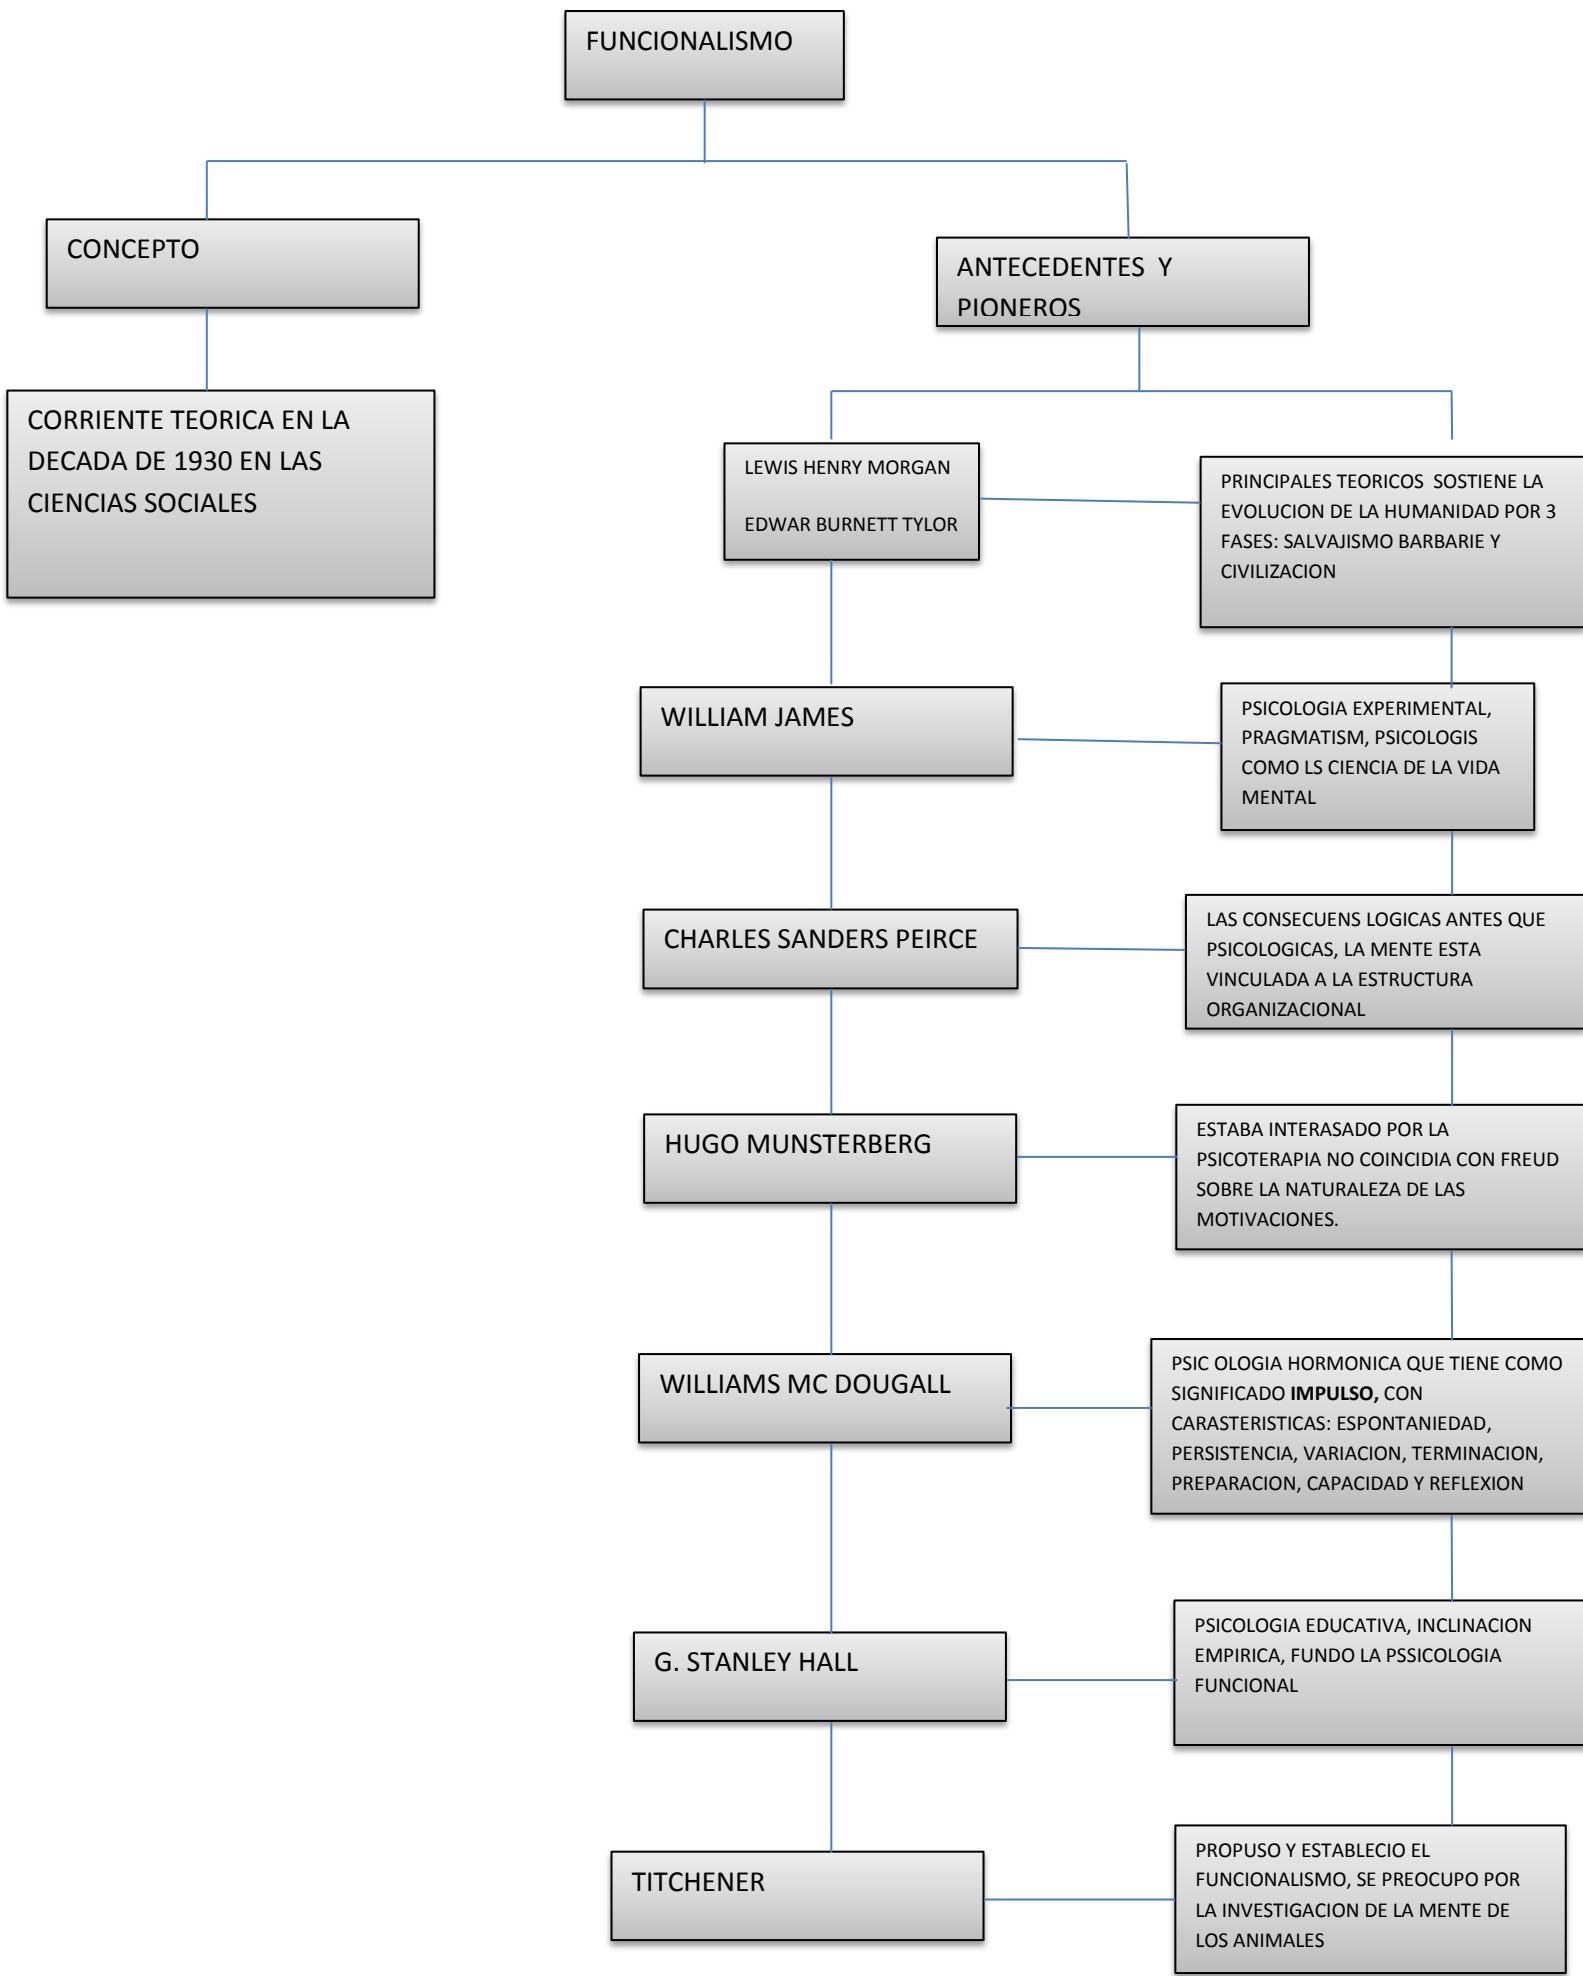 FUNCIONALISMO
CONCEPTO
ANTECEDENTES Y
PIONEROS
CORRIENTE TEORICA EN LA
DECADA DE 1930 EN LAS
CIENCIAS SOCIALES
LEWIS HENRY MORGAN
EDWAR BURNETT TYLOR
PRINCIPALES TEORICOS SOSTIENE LA
EVOLUCION DE LA HUMANIDAD POR 3
FASES: SALVAJISMO BARBARIE Y
CIVILIZACION
WILLIAM JAMES
PSICOLOGIA EXPERIMENTAL,
PRAGMATISM, PSICOLOGIS
COMO LS CIENCIA DE LA VIDA
MENTAL
CHARLES SANDERS PEIRCE
LAS CONSECUENS LOGICAS ANTES QUE
PSICOLOGICAS, LA MENTE ESTA
VINCULADA A LA ESTRUCTURA
ORGANIZACIONAL
HUGO MUNSTERBERG
ESTABA INTERASADO POR LA
PSICOTERAPIA NO COINCIDIA CON FREUD
SOBRE LA NATURALEZA DE LAS
MOTIVACIONES.
WILLIAMS MC DOUGALL
PSIC OLOGIA HORMONICA QUE TIENE COMO
SIGNIFICADO IMPULSO, CON
CARASTERISTICAS: ESPONTANIEDAD,
PERSISTENCIA, VARIACION, TERMINACION,
PREPARACION, CAPACIDAD Y REFLEXION
G. STANLEY HALL
PSICOLOGIA EDUCATIVA, INCLINACION
EMPIRICA, FUNDO LA PSSICOLOGIA
FUNCIONAL
TITCHENER
PROPUSO Y ESTABLECIO EL
FUNCIONALISMO, SE PREOCUPO POR
LA INVESTIGACION DE LA MENTE DE
LOS ANIMALES